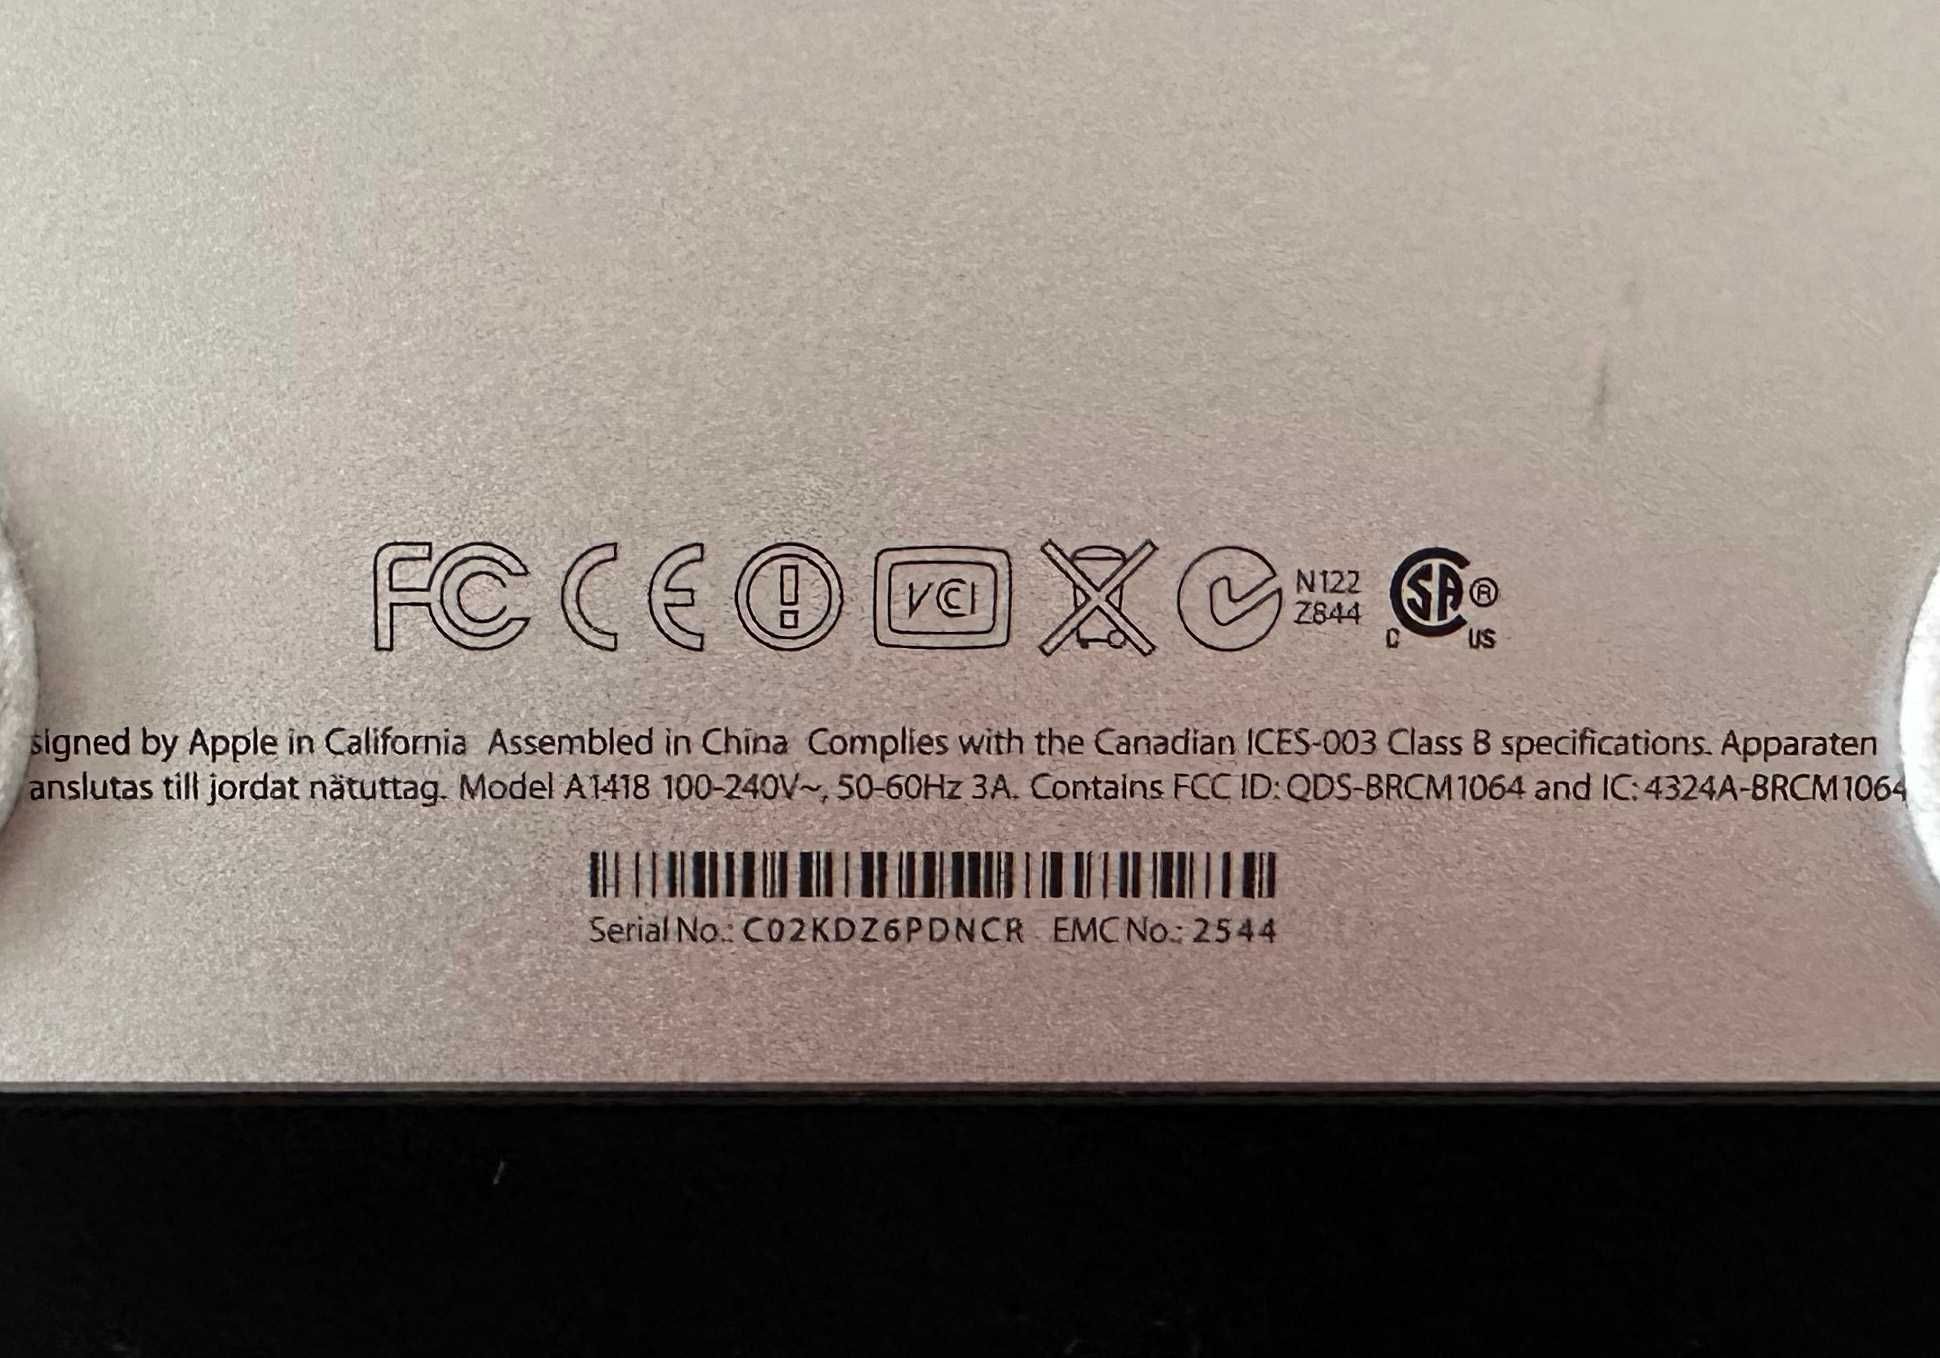 FC CE ! VCI N122
Z844 SA ®
C US
signed by Apple in California Assembled in China Complies with the Canadian ICES-003 Class B specifications. Apparaten
anslutas till jordat nätuttag. Model A1418 100-240V~, 50-60Hz 3A. Contains FCC ID: QDS-BRCM1064 and IC: 4324A-BRCM1064
Serial No.: C02KDZ6PDNCR EMC No.: 2544